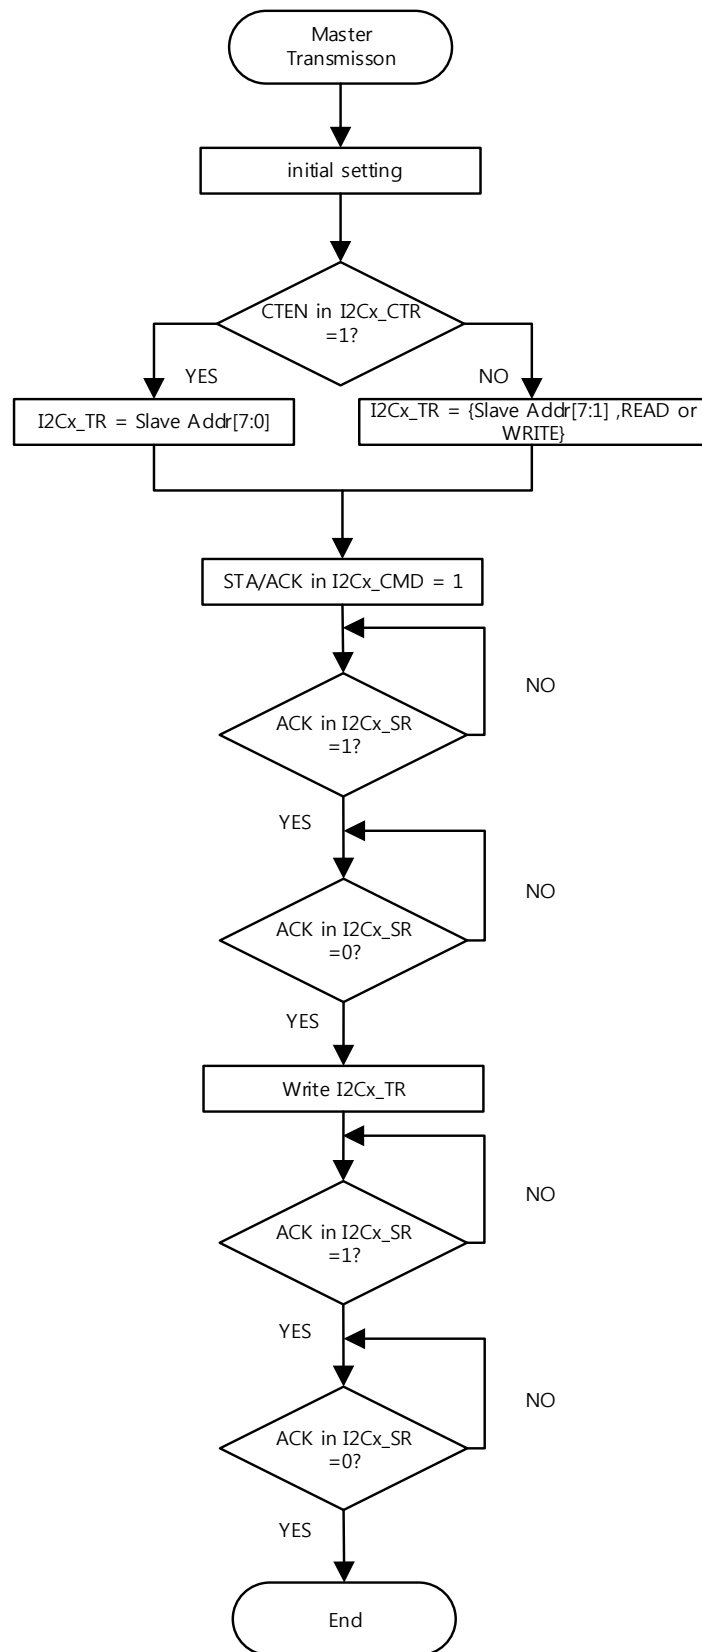 Master
Transmisson
initial setting
CTEN in I2Cx_CTR
=1?
YES
NO
I2Cx_TR = Slave Addr[7:0]
I2Cx_TR = {Slave Addr[7:1] ,READ or
WRITE}
STA/ACK in I2Cx_CMD = 1
NO
ACK in I2Cx_SR
=1?
YES
NO
ACK in I2Cx_SR
=0?
YES
Write I2Cx_TR
NO
ACK in I2Cx_SR
=1?
YES
NO
ACK in I2Cx_SR
=0?
YES
End